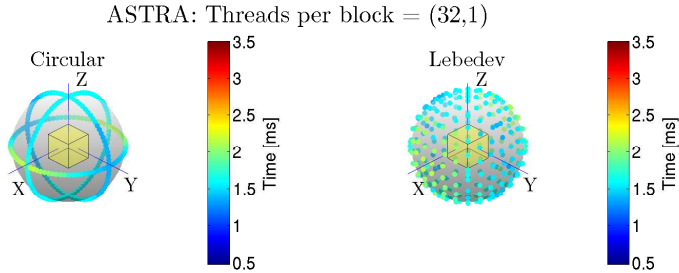 ASTRA: Threads per block = (32,1)
Circular
Z
X
Y
3.5
3
2.5
2
1.5
1
0.5
Time [ms]
Lebedev
Z
X
Y
3.5
3
2.5
2
1.5
1
0.5
Time [ms]